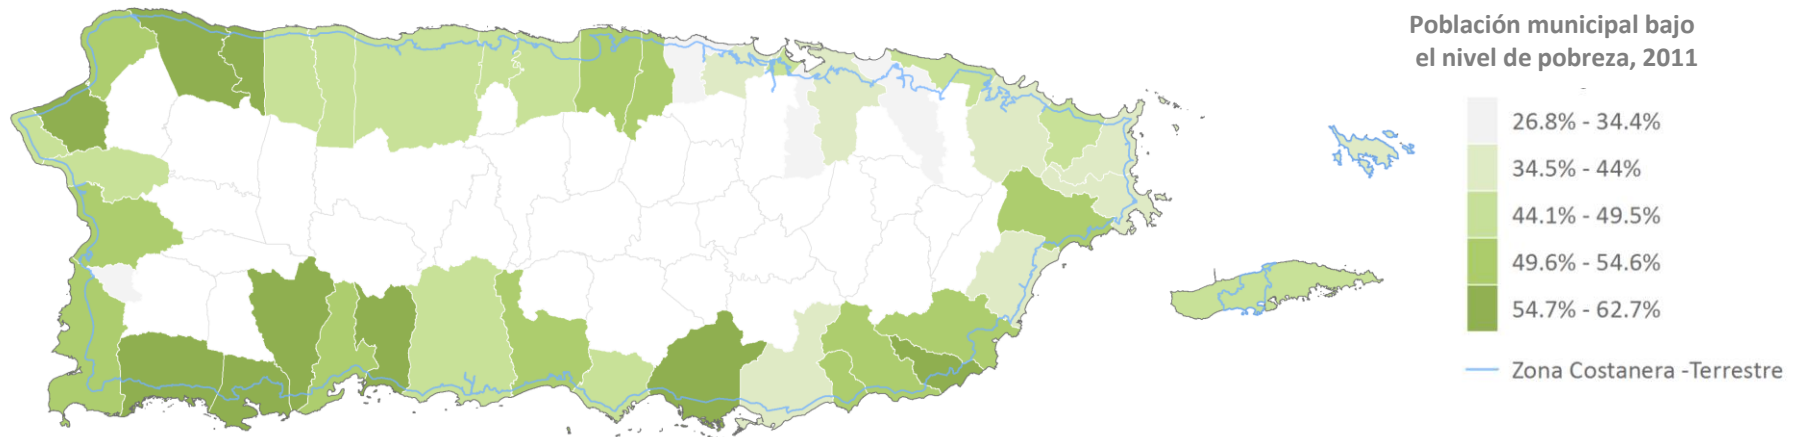 Población municipal bajo
el nivel de pobreza, 2011
26.8% - 34.4%
34.5% - 44%
44.1% - 49.5%
49.6% - 54.6%
54.7% - 62.7%
Zona Costanera -Terrestre